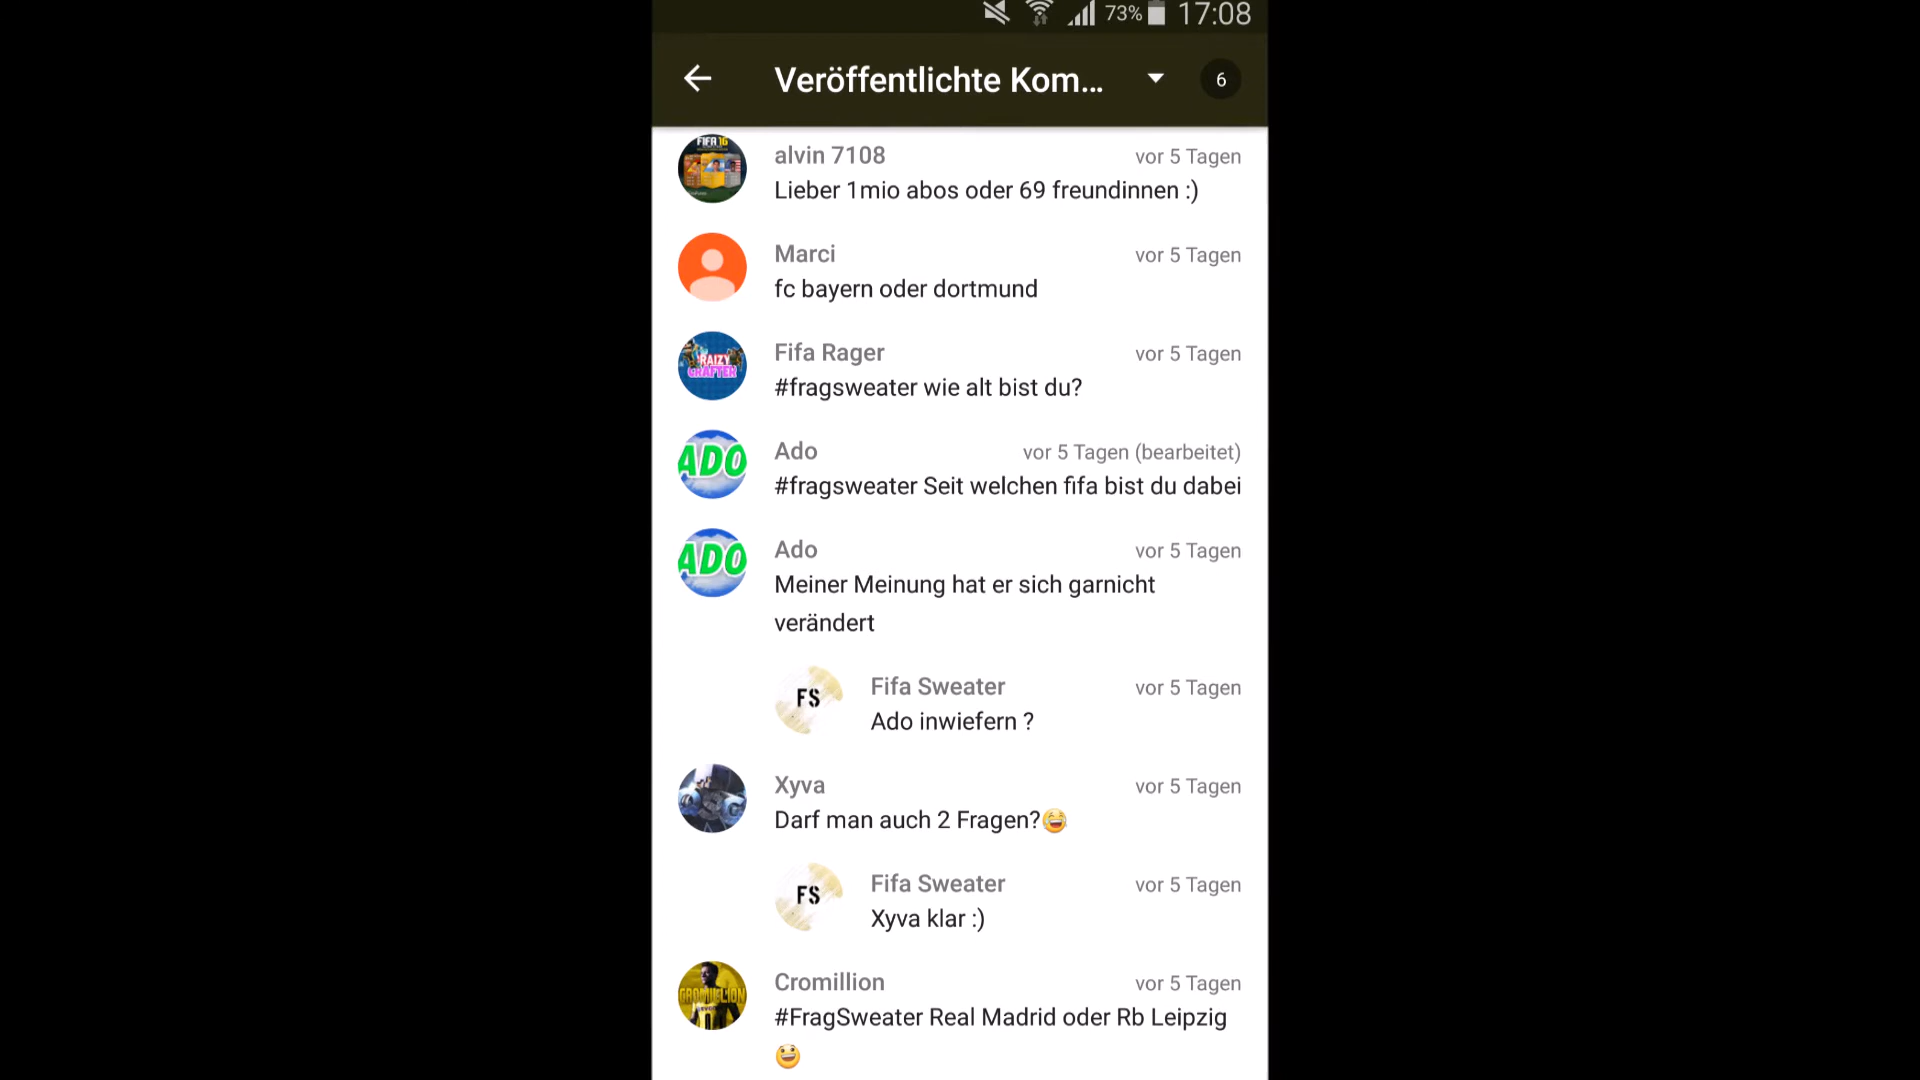 73% 17:08
Veröffentlichte Kom... 6
FIFA 16
alvin 7108 vor 5 Tagen
Lieber 1mio abos oder 69 freundinnen :)
Marci vor 5 Tagen
fc bayern oder dortmund
Fifa Rager vor 5 Tagen
RAIZY
CRAFTER
#fragsweater wie alt bist du?
Ado vor 5 Tagen (bearbeitet)
ADO
#fragsweater Seit welchen fifa bist du dabei
Ado vor 5 Tagen
ADO
Meiner Meinung hat er sich garnicht
verändert
Fifa Sweater vor 5 Tagen
FS
Ado inwiefern ?
Xyva vor 5 Tagen
Darf man auch 2 Fragen?😂
Fifa Sweater vor 5 Tagen
FS
Xyva klar :)
Cromillion vor 5 Tagen
CROMILLION
#FragSweater Real Madrid oder Rb Leipzig
😀